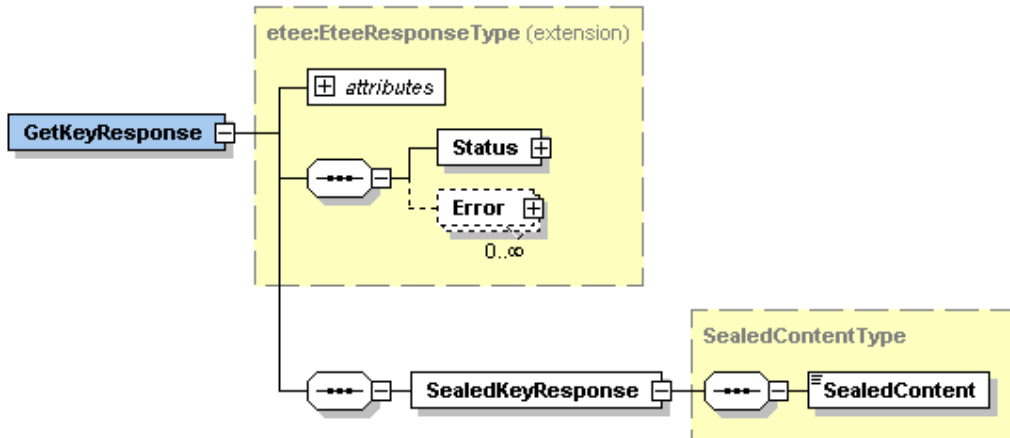 etee:EteeResponseType (extension)
attributes
GetKeyResponse
Status
Error
0..∞
SealedContentType
SealedKeyResponse
SealedContent